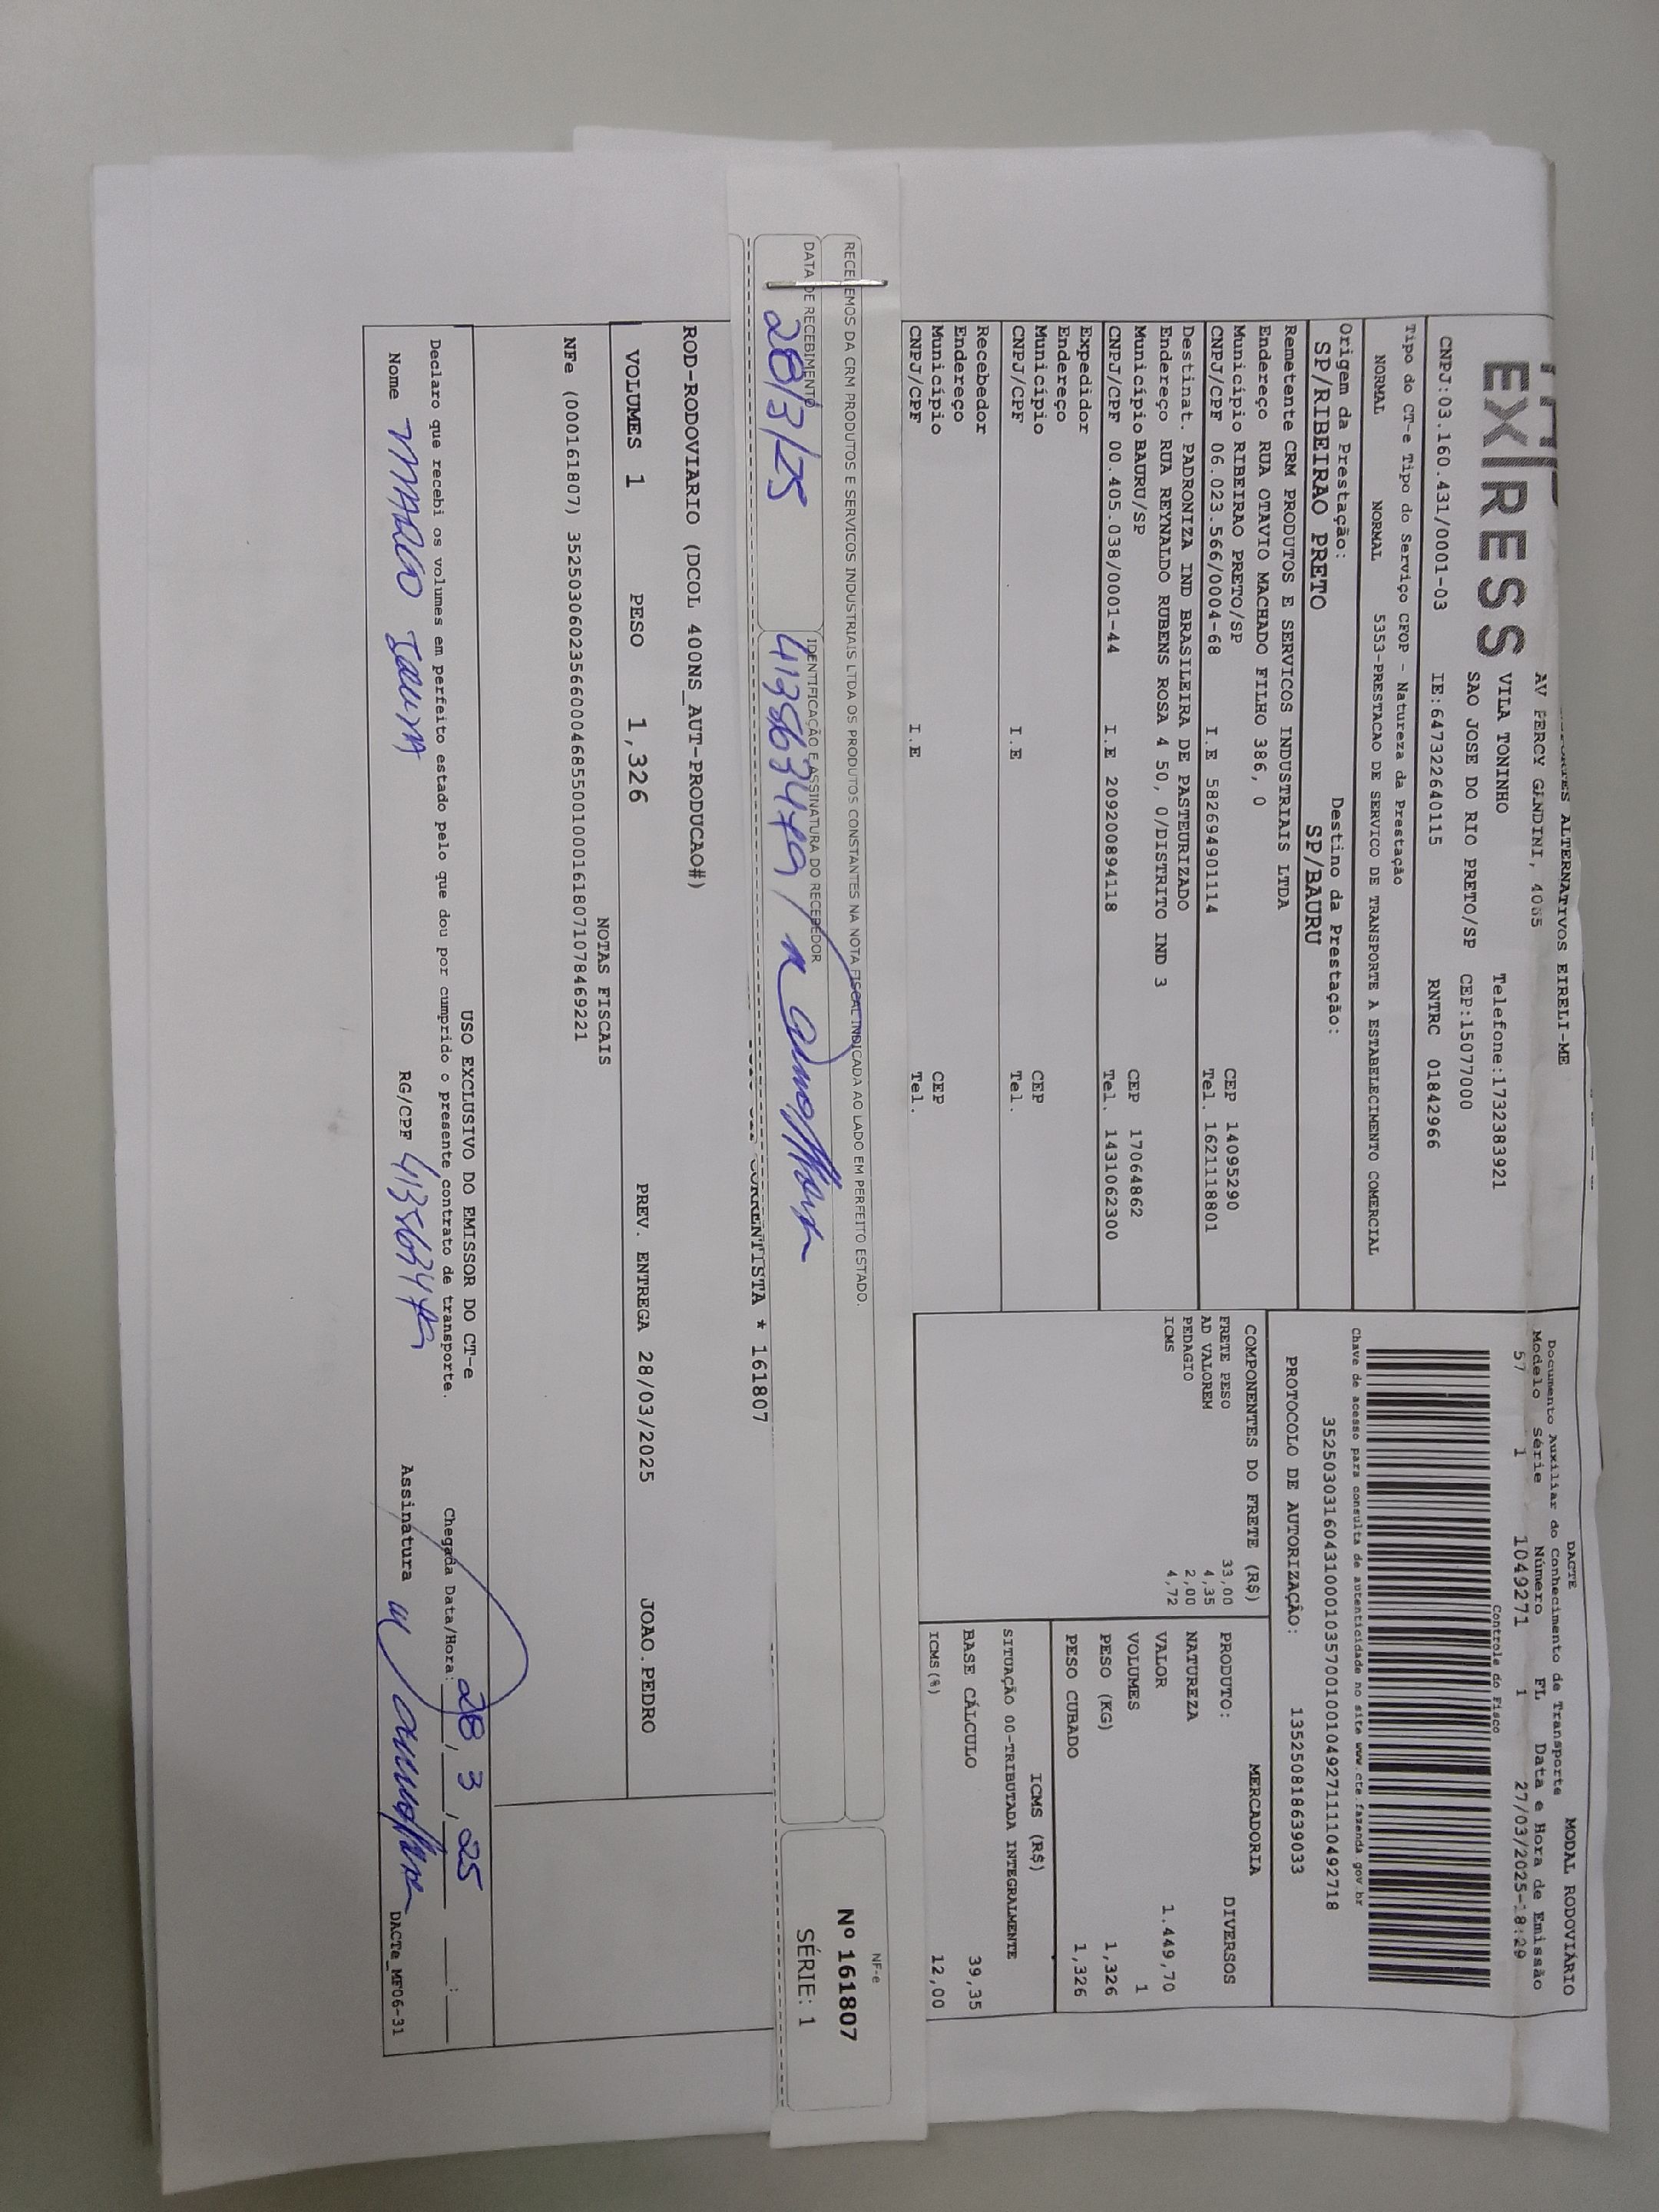 EX RESS
TES ALTERNATIVOS EIRELI-ME
AV PERCY GANDINI, 4085
VILA TONINHO Telefone:1732383921
SAO JOSE DO RIO PRETO/SP CEP:15077000
CNPJ:03.160.431/0001-03 IE:647322640115 RNTRC 01842966
Tipo do CT-e Tipo do Serviço CFOP - Natureza da Prestação
NORMAL NORMAL 5353-PRESTACAO DE SERVICO DE TRANSPORTE A ESTABELECIMENTO COMERCIAL
Origem da Prestação: Destino da Prestação:
SP/RIBEIRAO PRETO SP/BAURU
Remetente CRM PRODUTOS E SERVICOS INDUSTRIAIS LTDA
Endereço RUA OTAVIO MACHADO FILHO 386, 0
Município RIBEIRAO PRETO/SP CEP 14095290
CNPJ/CPF 06.023.566/0004-68 I.E 582694901114 Tel. 1621118801
Destinat. PADRONIZA IND BRASILEIRA DE PASTEURIZADO
Endereço RUA REYNALDO RUBENS ROSA 4 50, 0/DISTRITO IND 3
Município BAURU/SP CEP 17064862
CNPJ/CPF 00.405.038/0001-44 I.E 209200894118 Tel. 1431062300
Expedidor
Endereço
Município CEP
CNPJ/CPF I.E Tel.
Recebedor
Endereço
Município CEP
CNPJ/CPF I.E Tel.
DACTE MODAL RODOVIÁRIO
Documento Auxiliar do Conhecimento de Transporte
Modelo Série Número FL Data e Hora de Emissão
57 1 1049271 1 27/03/2025-18:29
Controle do Fisco
Chave de acesso para consulta de autenticidade no site www.cte.fazenda.gov.br
35250303160431000103570010010492711110492718
PROTOCOLO DE AUTORIZAÇÃO: 135250818639033
COMPONENTES DO FRETE (R$)
FRETE PESO 33,00
AD VALOREM 4,35
PEDAGIO 2,00
ICMS 4,72
MERCADORIA
PRODUTO: DIVERSOS
NATUREZA
VALOR 1.449,70
VOLUMES 1
PESO (KG) 1,326
PESO CUBADO 1,326
ICMS (R$)
SITUAÇÃO 00-TRIBUTADA INTEGRALMENTE
BASE CÁLCULO 39,35
ICMS(%) 12,00
RECEBEMOS DA CRM PRODUTOS E SERVICOS INDUSTRIAIS LTDA OS PRODUTOS CONSTANTES NA NOTA FISCAL INDICADA AO LADO EM PERFEITO ESTADO.
DATA DE RECEBIMENTO IDENTIFICAÇÃO E ASSINATURA DO RECEBEDOR
28/3/25
NF-e
Nº 161807
SÉRIE: 1
CORRENTISTA * 161807
ROD-RODOVIARIO (DCOL 400NS_AUT-PRODUCAO#)
VOLUMES 1 PESO 1,326 PREV. ENTREGA 28/03/2025 JOAO.PEDRO
NOTAS FISCAIS
NFe (000161807) 35250306023566000468550010001618071078469221
USO EXCLUSIVO DO EMISSOR DO CT-e
Declaro que recebi os volumes em perfeito estado pelo que dou por cumprido o presente contrato de transporte. Chegada Data/Hora: 28, 3, 25 __:__
Nome MARCO RG/CPF Assinatura
DACTe_MF06-31